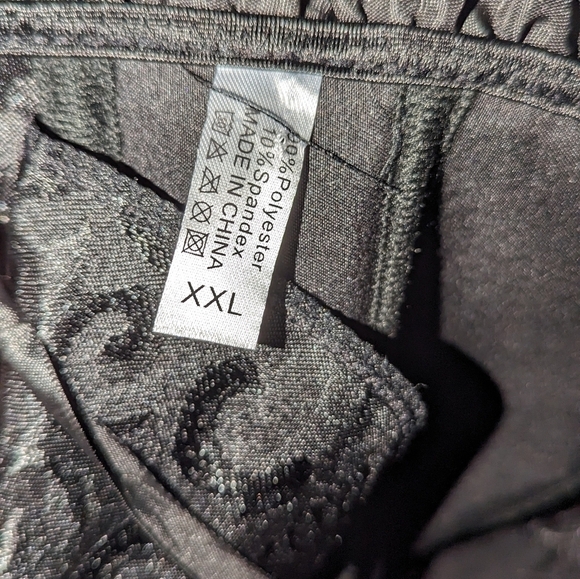 90%Polyester
10%Spandex
MADE IN CHINA
XXL